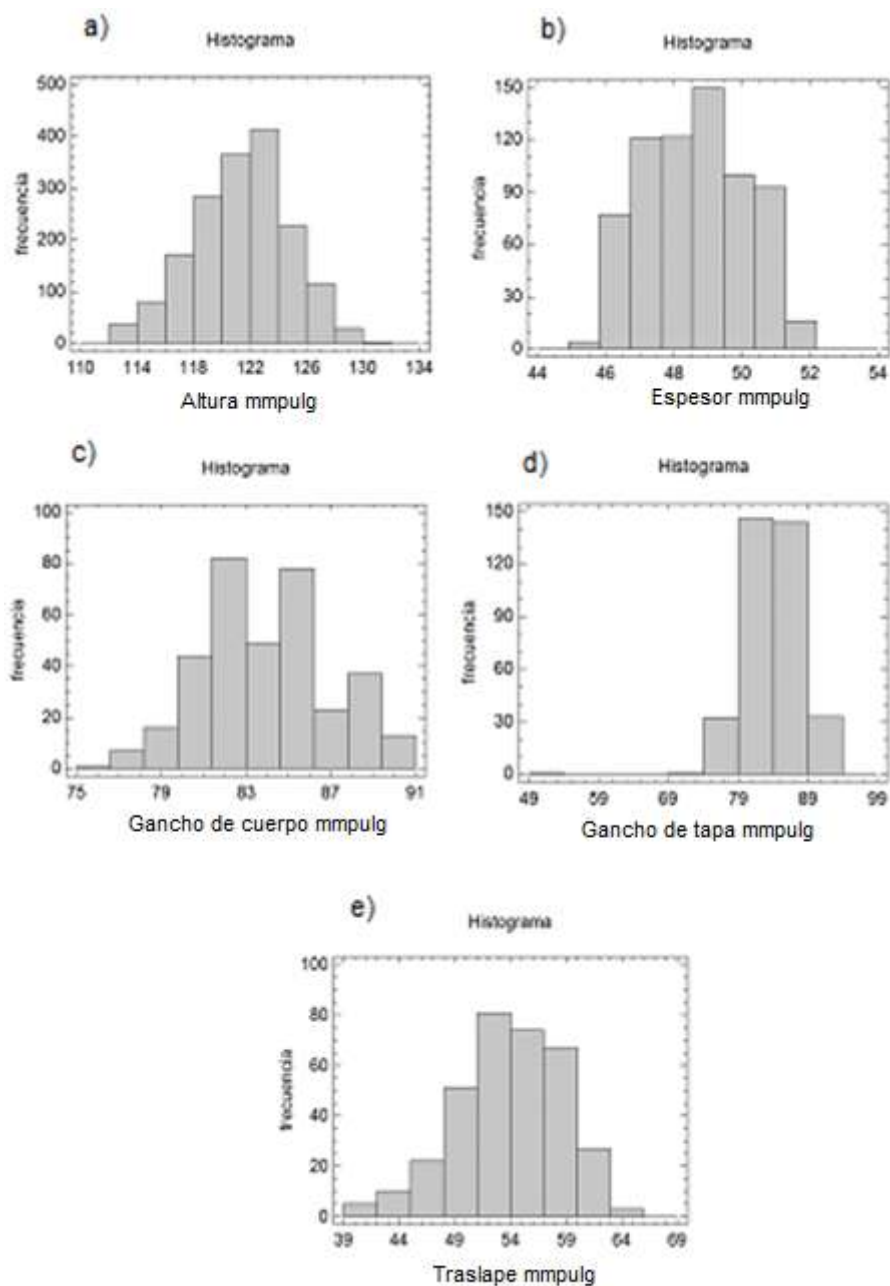 a)
Histograma
frecuencia
500
400
300
200
100
0
110 114 118 122 126 130 134
Altura mmpulg
b)
Histograma
frecuencia
150
120
90
60
30
0
44 46 48 50 52 54
Espesor mmpulg
c)
Histograma
frecuencia
100
80
60
40
20
0
75 79 83 87 91
Gancho de cuerpo mmpulg
d)
Histograma
frecuencia
150
120
90
60
30
0
49 59 69 79 89 99
Gancho de tapa mmpulg
e)
Histograma
frecuencia
100
80
60
40
20
0
39 44 49 54 59 64 69
Traslape mmpulg